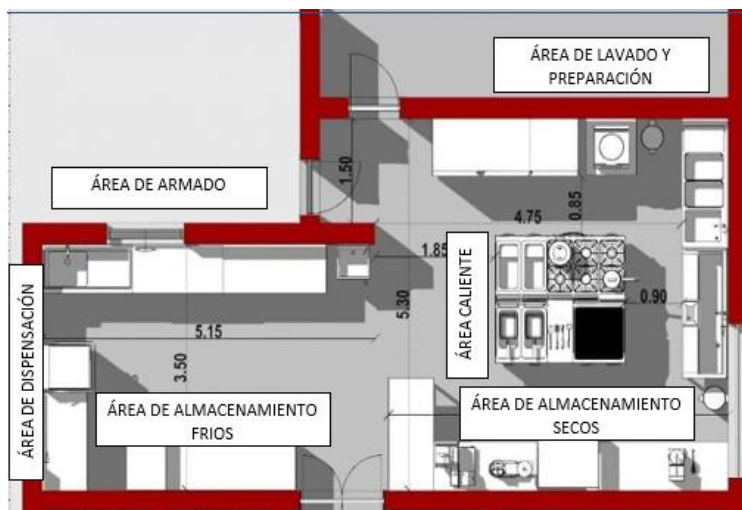 ÁREA DE LAVADO Y
PREPARACIÓN
ÁREA DE ARMADO
1.50
4.75
0.85
1.85
ÁREA CALIENTE
ÁREA DE DISPENSACIÓN
5.15
5.30
0.90
3.50
ÁREA DE ALMACENAMIENTO
FRIOS
ÁREA DE ALMACENAMIENTO
SECOS